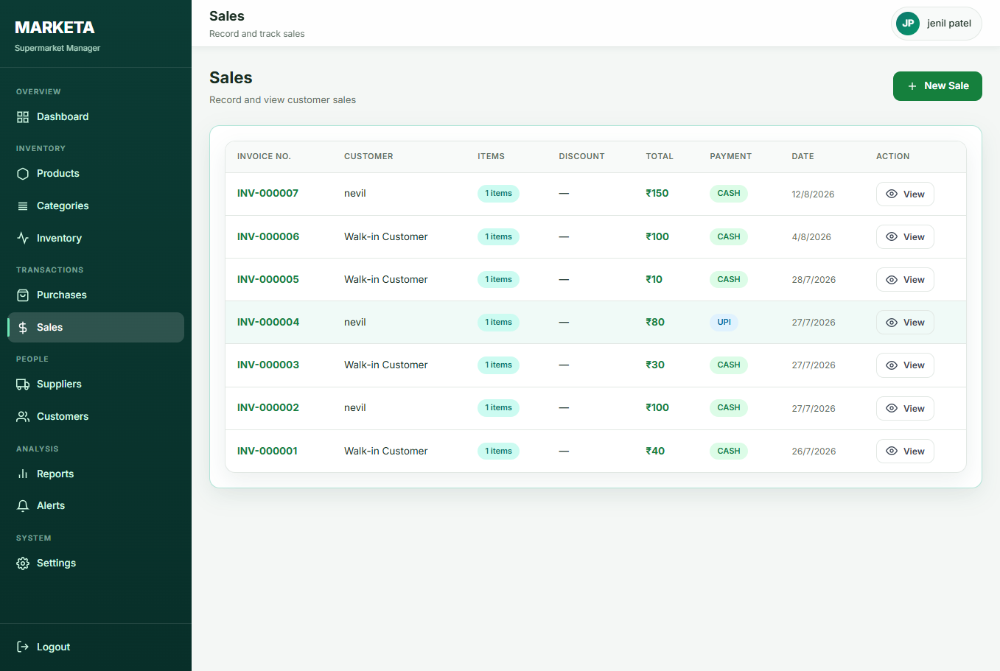 MARKETA
Supermarket Manager
OVERVIEW
Dashboard
INVENTORY
Products
Categories
Inventory
TRANSACTIONS
Purchases
Sales
PEOPLE
Suppliers
Customers
ANALYSIS
Reports
Alerts
SYSTEM
Settings
Logout
Sales
Record and track sales
JP jenil patel
Sales
Record and view customer sales
+ New Sale
INVOICE NO. CUSTOMER ITEMS DISCOUNT TOTAL PAYMENT DATE ACTION
INV-000007 nevil 1 items — ₹150 CASH 12/8/2026 View
INV-000006 Walk-in Customer 1 items — ₹100 CASH 4/8/2026 View
INV-000005 Walk-in Customer 1 items — ₹10 CASH 28/7/2026 View
INV-000004 nevil 1 items — ₹80 UPI 27/7/2026 View
INV-000003 Walk-in Customer 1 items — ₹30 CASH 27/7/2026 View
INV-000002 nevil 1 items — ₹100 CASH 27/7/2026 View
INV-000001 Walk-in Customer 1 items — ₹40 CASH 26/7/2026 View